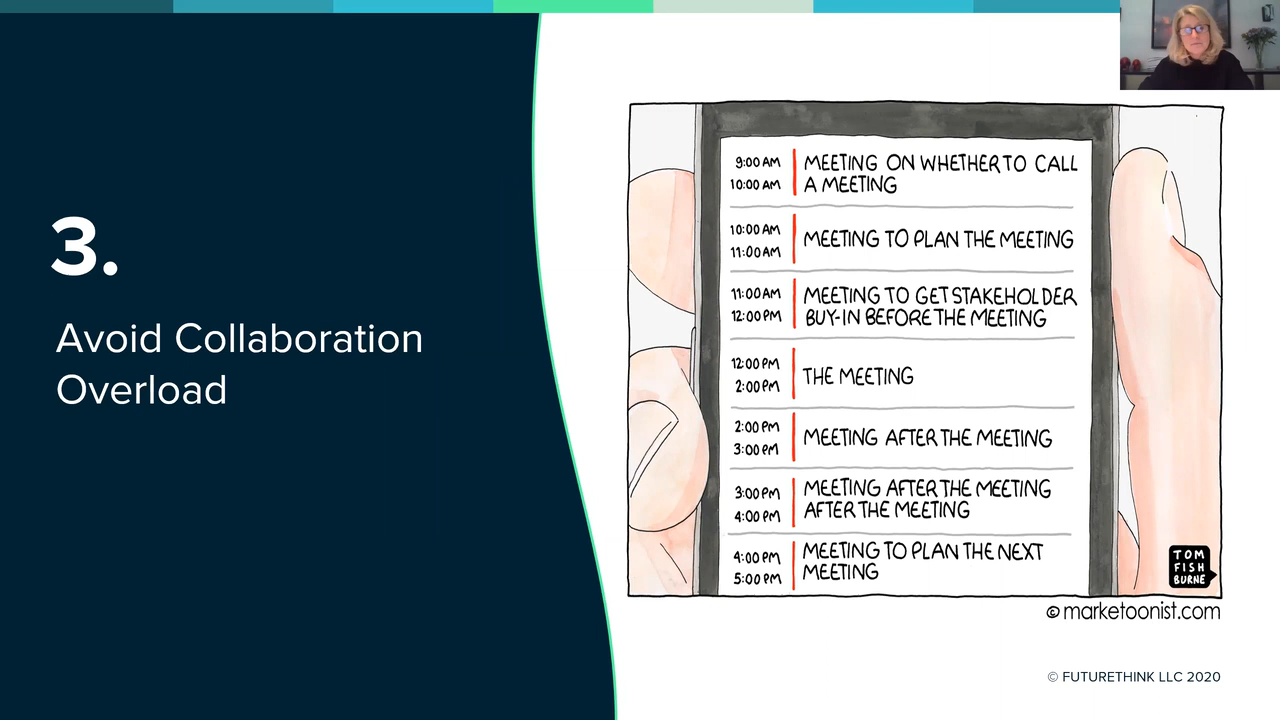 3.
Avoid Collaboration
Overload
9:00 AM
10:00 AM
MEETING ON WHETHER TO CALL
A MEETING
10:00 AM
11:00 AM
MEETING TO PLAN THE MEETING
11:00 AM
12:00 PM
MEETING TO GET STAKEHOLDER
BUY-IN BEFORE THE MEETING
12:00 PM
2:00 PM
THE MEETING
2:00 PM
3:00 PM
MEETING AFTER THE MEETING
3:00 PM
4:00 PM
MEETING AFTER THE MEETING
AFTER THE MEETING
4:00 PM
5:00 PM
MEETING TO PLAN THE NEXT
MEETING
TOM
FISH
BURNE
© marketoonist.com
© FUTURETHINK LLC 2020